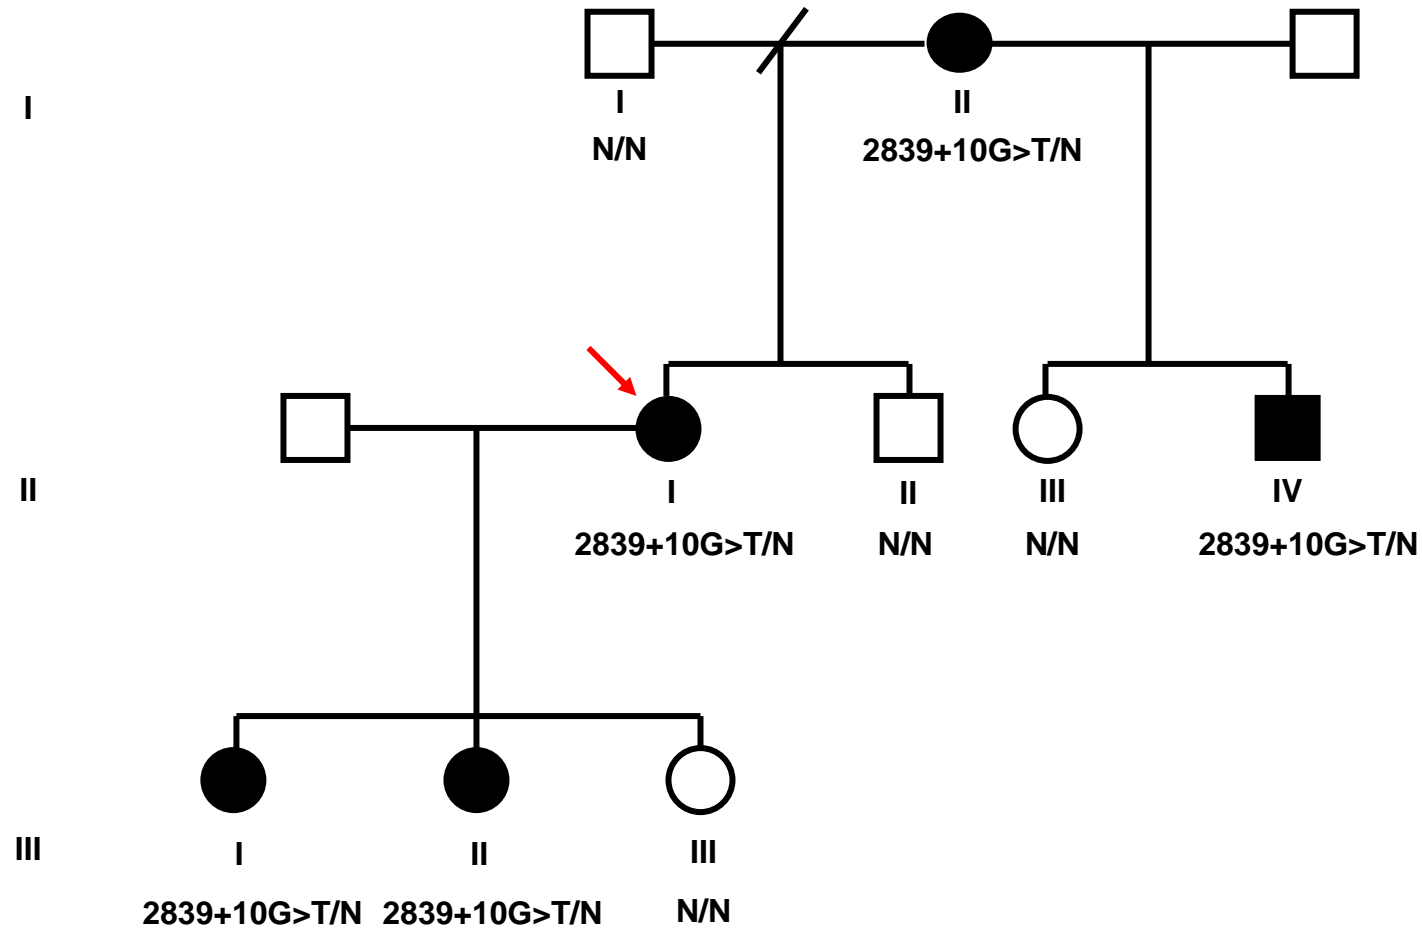 I
I II
N/N 2839+10G>T/N
II
I II III IV
2839+10G>T/N N/N N/N 2839+10G>T/N
III
I II III
2839+10G>T/N 2839+10G>T/N N/N